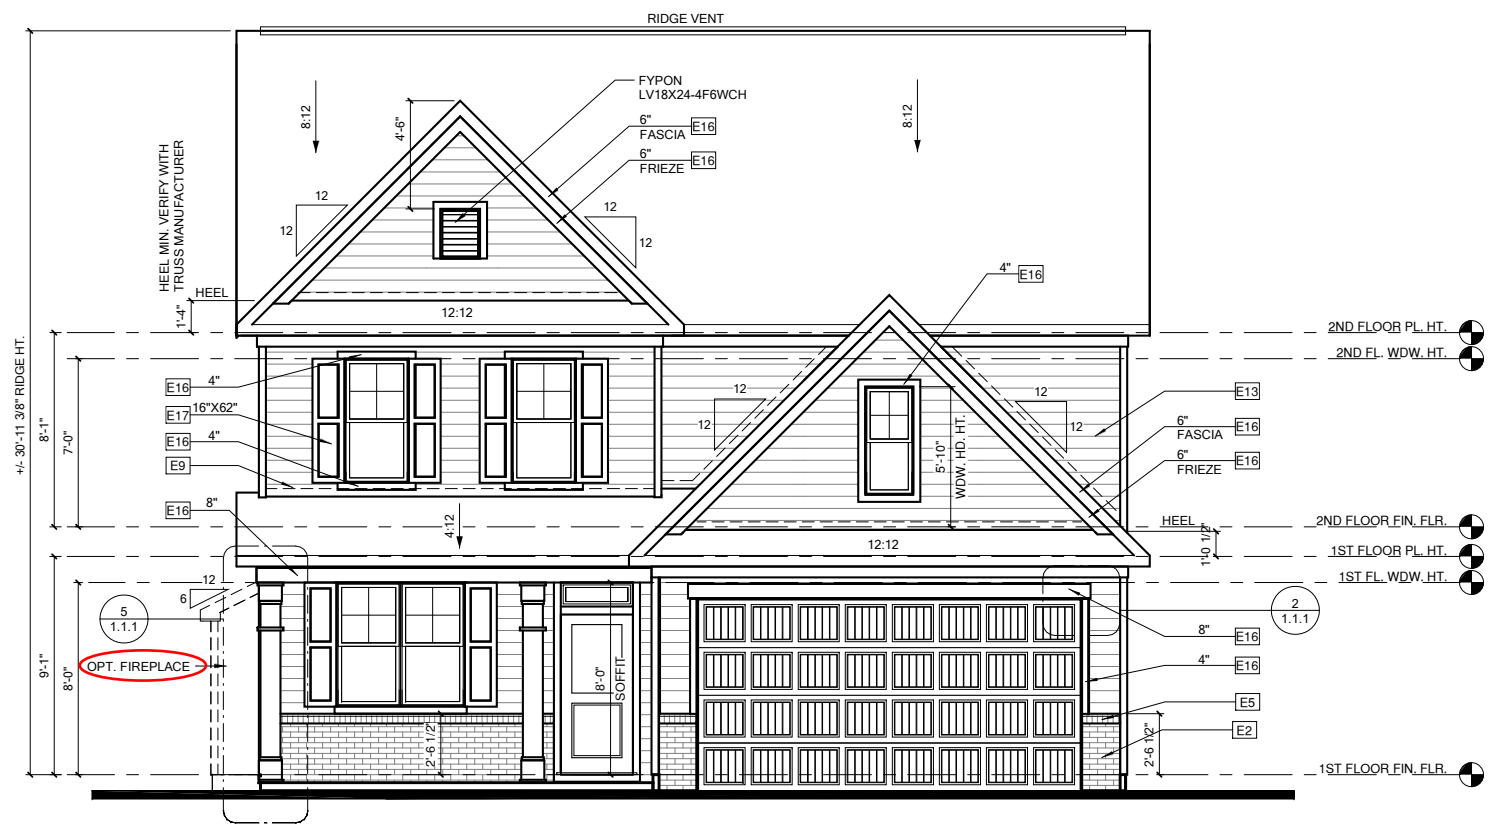 RIDGE VENT
FYPON
LV18X24-4F6WCH
8:12
8:12
4'-6"
6"
FASCIA
E16
6"
FRIEZE
E16
HEEL MIN. VERIFY WITH
TRUSS MANUFACTURER
12
12
12
12
HEEL
1'-4"
12:12
4"
E16
+/- 30'-11 3/8" RIDGE HT.
2ND FLOOR PL. HT.
2ND FL. WDW. HT.
8'-1"
7'-0"
E16
4"
E17
16"X62"
E16
4"
E9
E16
8"
12
12
12
12
E13
6"
FASCIA
E16
6"
FRIEZE
E16
5'-10"
WDW. HD. HT.
4:12
HEEL
1'-0 1/2"
12:12
2ND FLOOR FIN. FLR.
1ST FLOOR PL. HT.
1ST FL. WDW. HT.
12
6
5
1.1.1
2
1.1.1
OPT. FIREPLACE
9'-1"
8'-0"
8'-0"
SOFFIT
8"
E16
4"
E16
E5
E2
2'-6 1/2"
2'-6 1/2"
1ST FLOOR FIN. FLR.